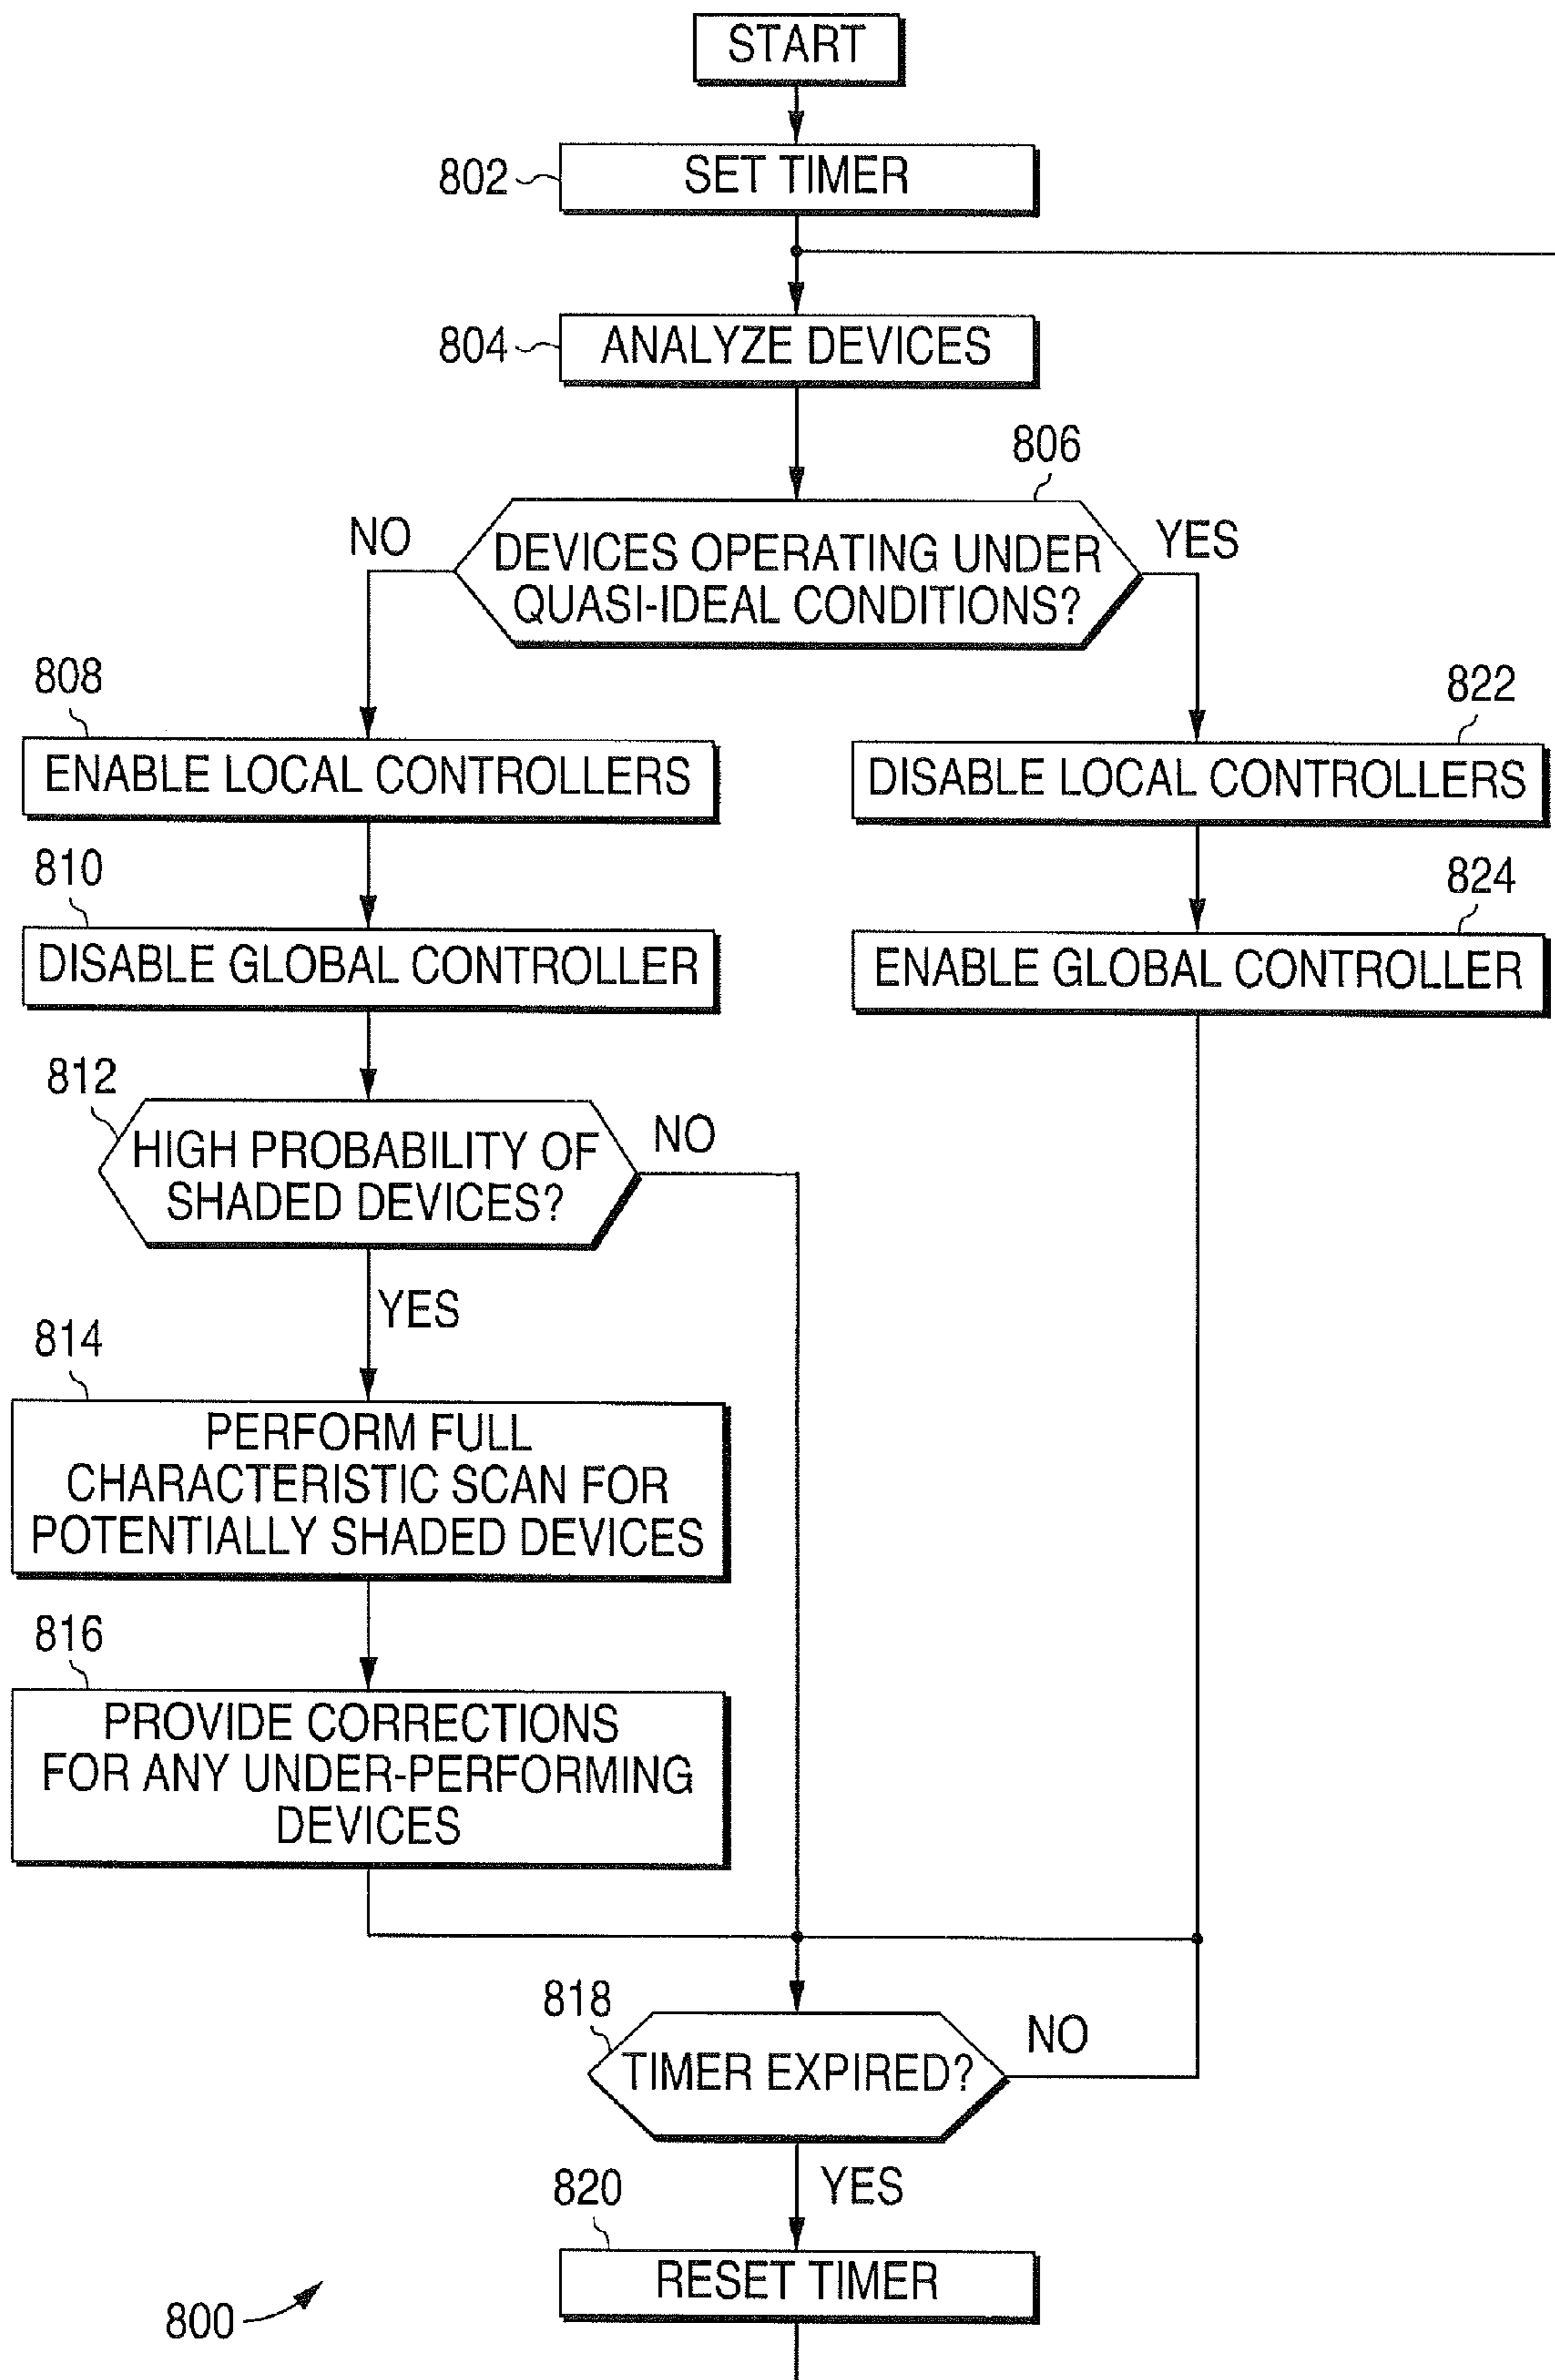 START
802
SET TIMER
804
ANALYZE DEVICES
806
NO
DEVICES OPERATING UNDER
QUASI-IDEAL CONDITIONS?
YES
808
ENABLE LOCAL CONTROLLERS
822
DISABLE LOCAL CONTROLLERS
810
DISABLE GLOBAL CONTROLLER
824
ENABLE GLOBAL CONTROLLER
812
HIGH PROBABILITY OF
SHADED DEVICES?
NO
YES
814
PERFORM FULL
CHARACTERISTIC SCAN FOR
POTENTIALLY SHADED DEVICES
816
PROVIDE CORRECTIONS
FOR ANY UNDER-PERFORMING
DEVICES
818
TIMER EXPIRED?
NO
YES
820
RESET TIMER
800